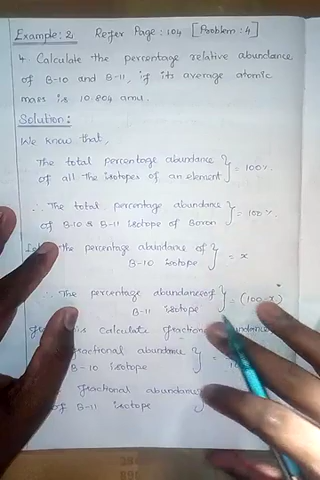 Example: 2 Refer Page: 104 [Problem: 4]
4. Calculate the percentage relative abundance
of B-10 and B-11, if its average atomic
mass is 10.804 amu.
Solution:
We know that,
The total percentage abundance
of all the isotopes of an element } = 100%.
∴ The total percentage abundance
of B-10 & B-11 isotope of Boron } = 100%.
the percentage abundance of
B-10 isotope } = x
∴ The percentage abundance of
B-11 isotope } = (100-x)
is calculate fractional abundance
fractional abundance
B-10 isotope }
fractional abundance
of B-11 isotope }